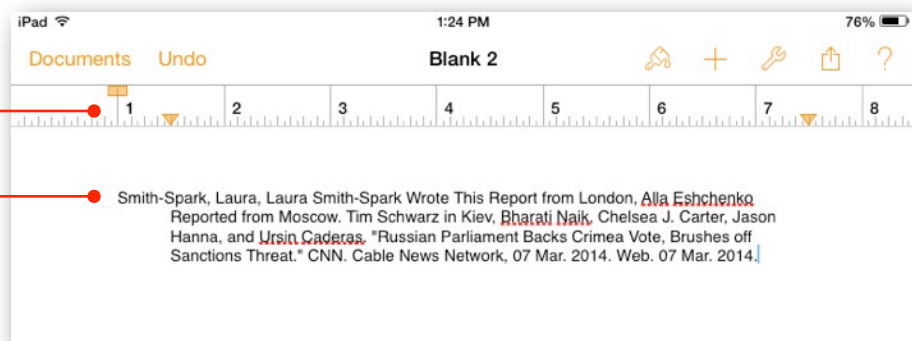 iPad 1:24 PM 76%
Documents Undo Blank 2 ?
1 2 3 4 5 6 7 8
Smith-Spark, Laura, Laura Smith-Spark Wrote This Report from London, Alla Eshchenko
Reported from Moscow. Tim Schwarz in Kiev, Bharati Naik, Chelsea J. Carter, Jason
Hanna, and Ursin Caderas. "Russian Parliament Backs Crimea Vote, Brushes off
Sanctions Threat." CNN. Cable News Network, 07 Mar. 2014. Web. 07 Mar. 2014.